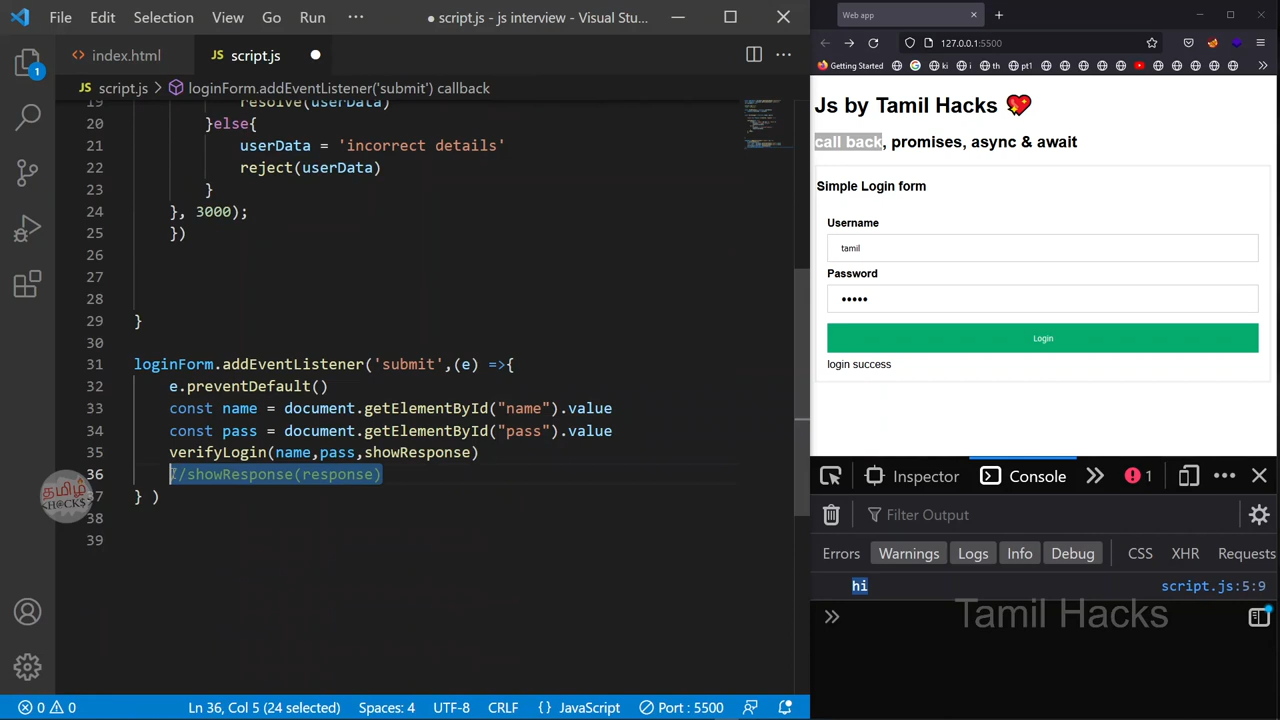 File Edit Selection View Go Run ··· ● script.js - js interview - Visual Stu...
index.html
JS script.js ●
JS script.js > loginForm.addEventListener('submit') callback
19 resolve(userData)
20 }else{
21 userData = 'incorrect details'
22 reject(userData)
23 }
24 }, 3000);
25 })
26
27
28
29 }
30
31 loginForm.addEventListener('submit',(e) =>{
32 e.preventDefault()
33 const name = document.getElementById("name").value
34 const pass = document.getElementById("pass").value
35 verifyLogin(name,pass,showResponse)
36 //showResponse(response)
37 } )
38
39
1
தமிழ்
H@CK$
0 0 Ln 36, Col 5 (24 selected) Spaces: 4 UTF-8 CRLF {} JavaScript Port : 5500
Web app
127.0.0.1:5500
Getting Started ki i th pt1
Js by Tamil Hacks 💖
call back, promises, async & await
Simple Login form
Username
tamil
Password
•••••
Login
login success
Inspector Console 1
Filter Output
Errors Warnings Logs Info Debug CSS XHR Requests
hi script.js:5:9
Tamil Hacks